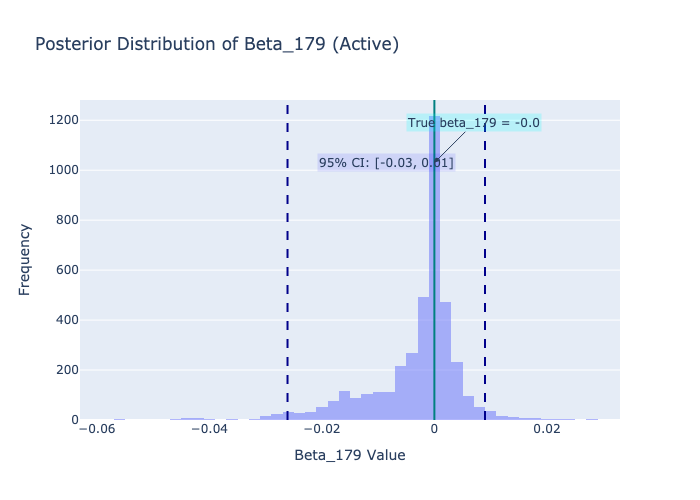 Posterior Distribution of Beta_179 (Active)
1200
1000
800
600
400
200
0
Frequency
True beta_179 = -0.0
95% CI: [-0.03, 0.01]
−0.06
−0.04
−0.02
0
0.02
Beta_179 Value